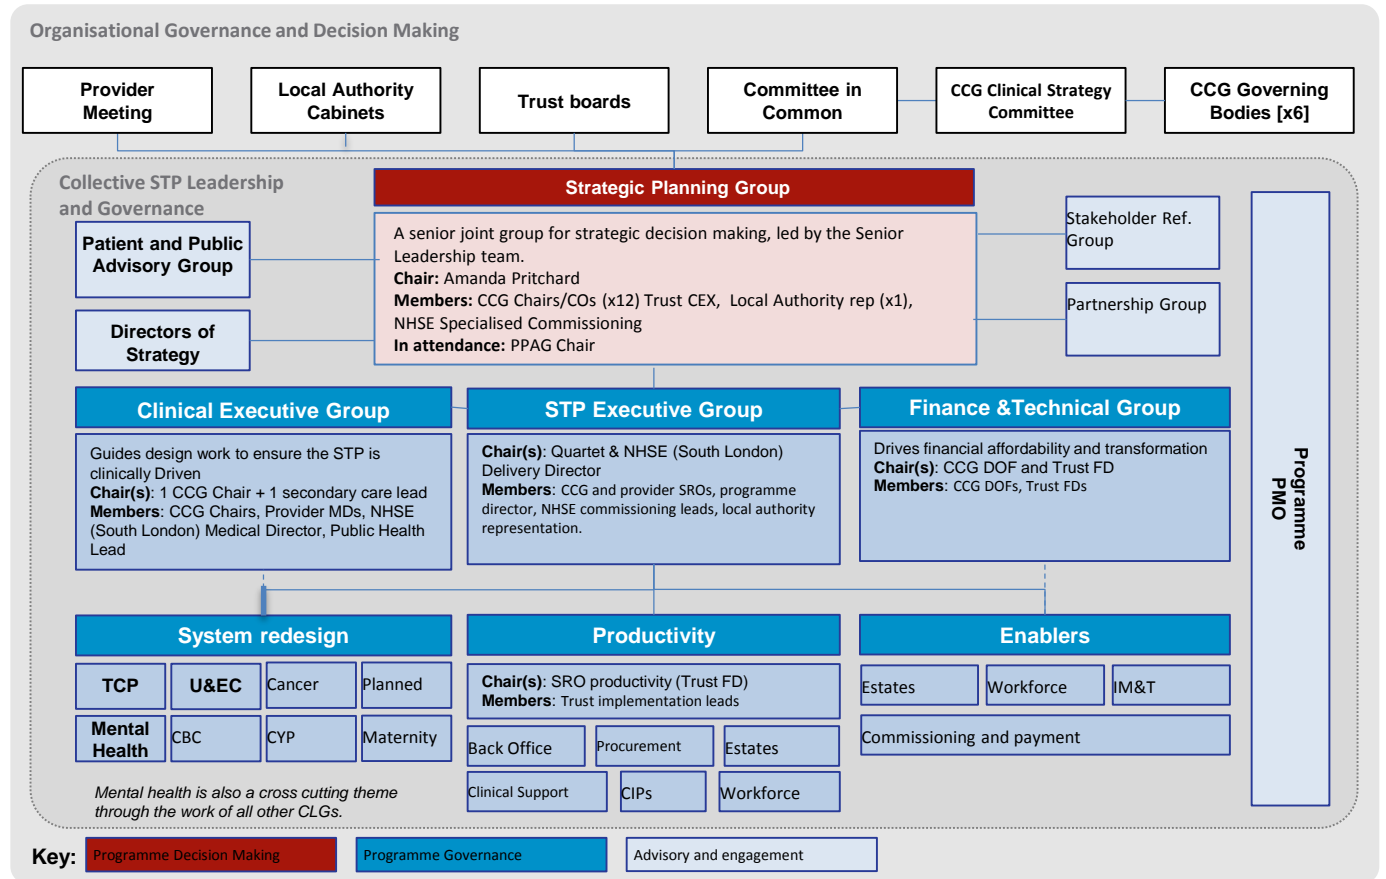 Organisational Governance and Decision Making
Provider
Meeting
Local Authority
Cabinets
Trust boards
Committee in
Common
CCG Clinical Strategy
Committee
CCG Governing
Bodies [x6]
Collective STP Leadership
and Governance
Strategic Planning Group
A senior joint group for strategic decision making, led by the Senior
Leadership team.
Chair: Amanda Pritchard
Members: CCG Chairs/COs (x12) Trust CEX, Local Authority rep (x1),
NHSE Specialised Commissioning
In attendance: PPAG Chair
Patient and Public
Advisory Group
Directors of
Strategy
Stakeholder Ref.
Group
Partnership Group
Programme
PMO
Clinical Executive Group
Guides design work to ensure the STP is
clinically Driven
Chair(s): 1 CCG Chair + 1 secondary care lead
Members: CCG Chairs, Provider MDs, NHSE
(South London) Medical Director, Public Health
Lead
STP Executive Group
Chair(s): Quartet & NHSE (South London)
Delivery Director
Members: CCG and provider SROs, programme
director, NHSE commissioning leads, local authority
representation.
Finance &Technical Group
Drives financial affordability and transformation
Chair(s): CCG DOF and Trust FD
Members: CCG DOFs, Trust FDs
System redesign
TCP
U&EC
Cancer
Planned
Mental
Health
CBC
CYP
Maternity
Mental health is also a cross cutting theme
through the work of all other CLGs.
Productivity
Chair(s): SRO productivity (Trust FD)
Members: Trust implementation leads
Back Office
Procurement
Estates
Clinical Support
CIPs
Workforce
Enablers
Estates
Workforce
IM&T
Commissioning and payment
Key:
Programme Decision Making
Programme Governance
Advisory and engagement